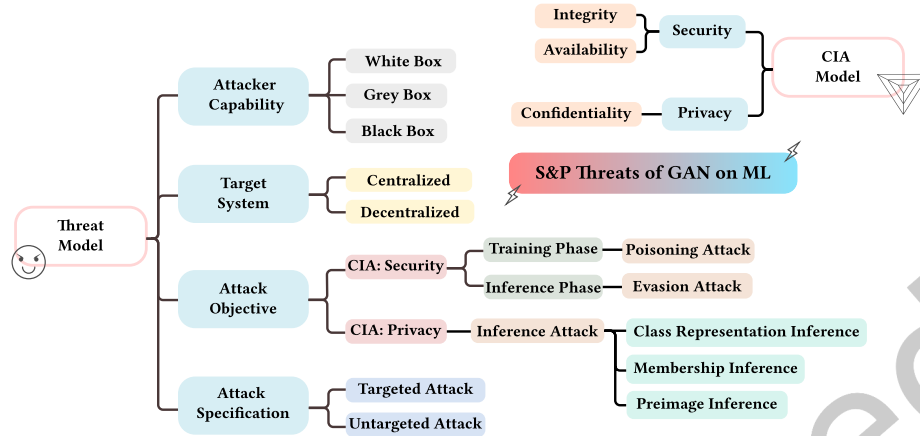 Integrity
Availability
Security
CIA
Model
Confidentiality
Privacy
S&P Threats of GAN on ML
Threat
Model
Attacker
Capability
White Box
Grey Box
Black Box
Target
System
Centralized
Decentralized
Attack
Objective
CIA: Security
Training Phase
Poisoning Attack
Inference Phase
Evasion Attack
CIA: Privacy
Inference Attack
Class Representation Inference
Membership Inference
Preimage Inference
Attack
Specification
Targeted Attack
Untargeted Attack